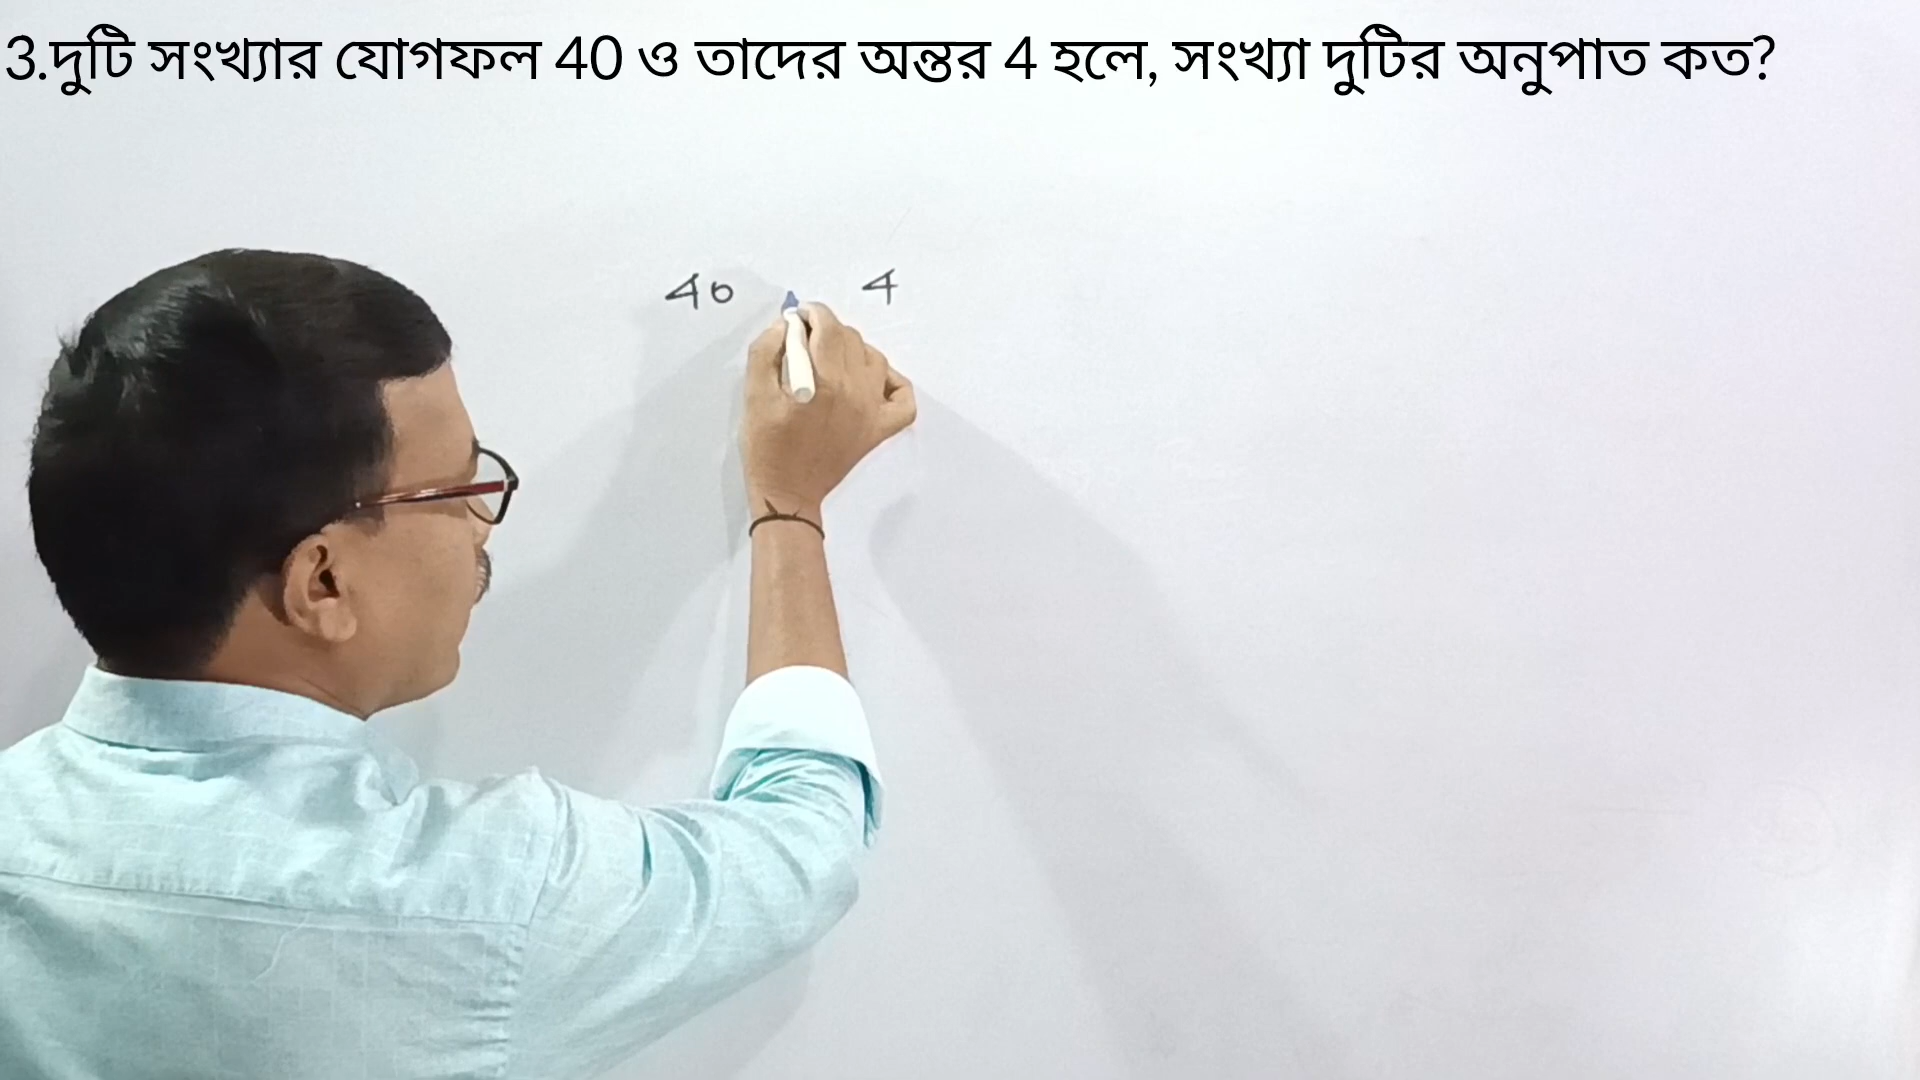 3.দুটি সংখ্যার যোগফল 40 ও তাদের অন্তর 4 হলে, সংখ্যা দুটির অনুপাত কত?
40 4